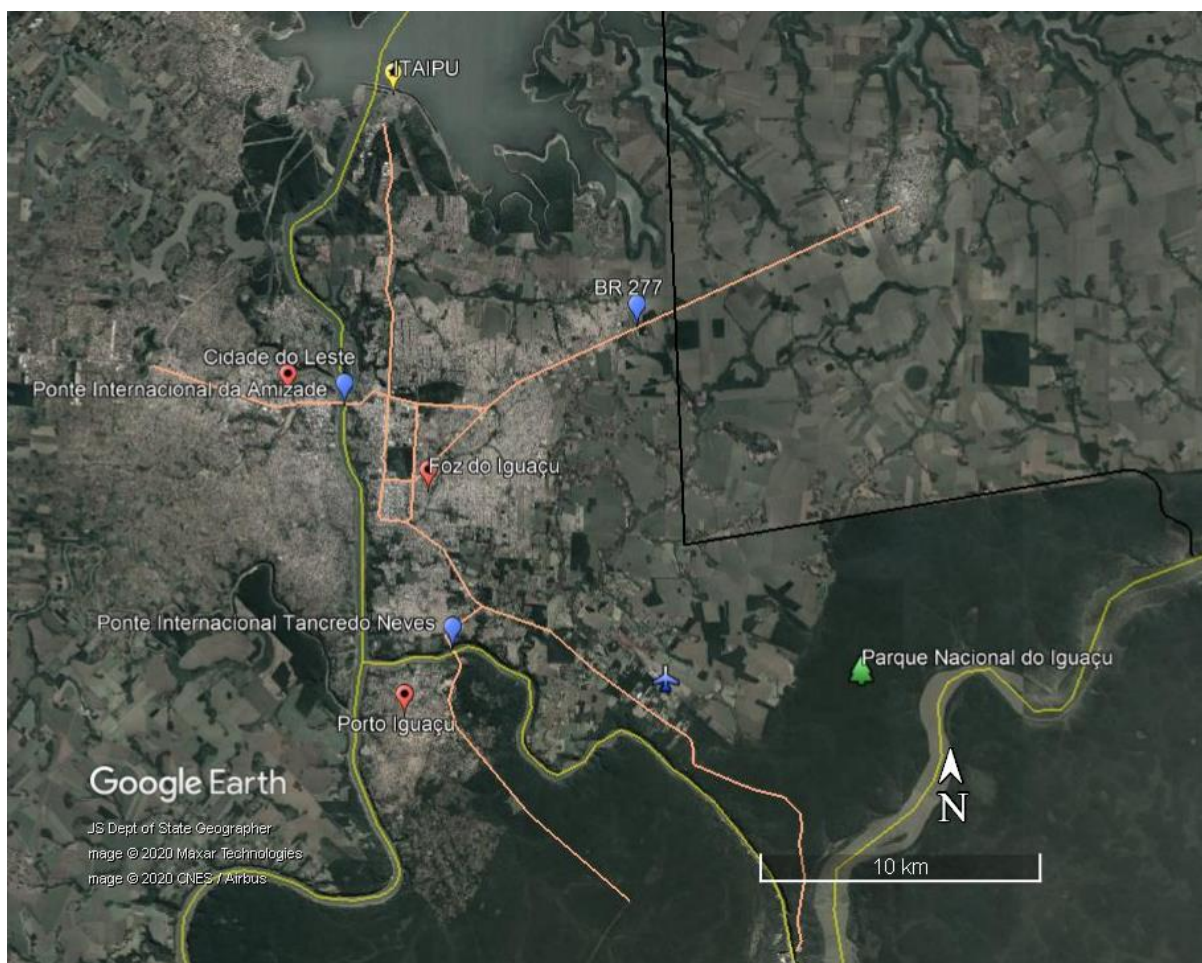 ITAIPU
BR 277
Cidade do Leste
Ponte Internacional da Amizade
Foz do Iguaçu
Ponte Internacional Tancredo Neves
Parque Nacional do Iguaçu
Porto Iguaçu
Google Earth
JS Dept of State Geographer
mage © 2020 Maxar Technologies
mage © 2020 CNES / Airbus
N
10 km